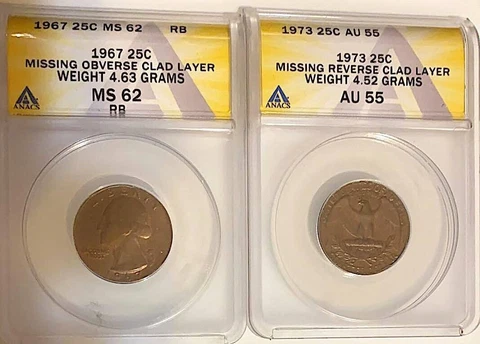 1967 25C MS 62 RB
1967 25C
MISSING OBVERSE CLAD LAYER
WEIGHT 4.63 GRAMS
MS 62
RB
ANACS
1973 25C AU 55
1973 25C
MISSING REVERSE CLAD LAYER
WEIGHT 4.52 GRAMS
AU 55
ANACS